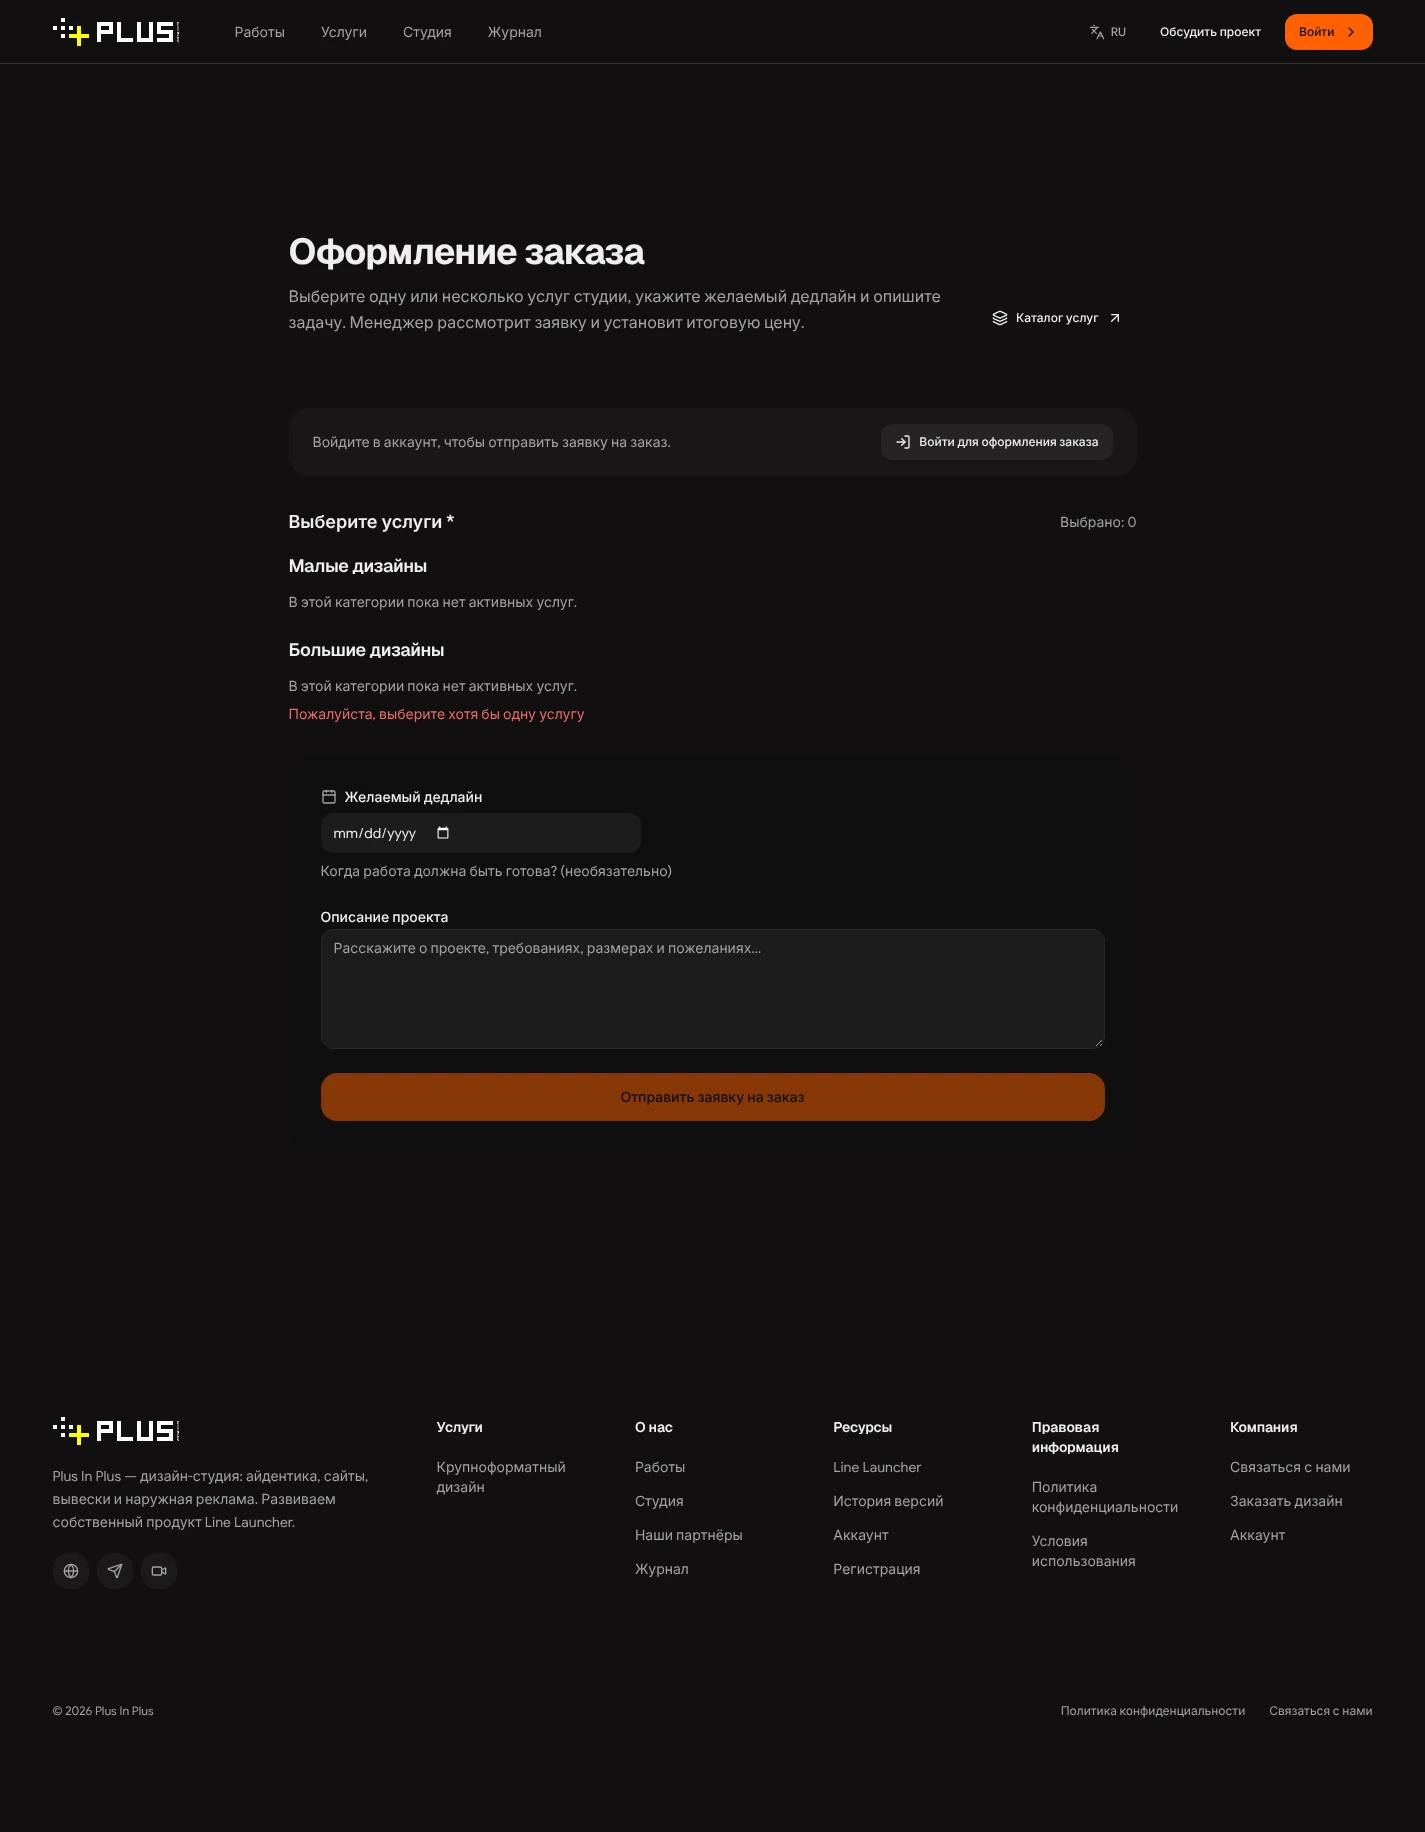 PLUS
Работы
Услуги
Студия
Журнал
RU
Обсудить проект
Войти
Оформление заказа
Выберите одну или несколько услуг студии, укажите желаемый дедлайн и опишите
задачу. Менеджер рассмотрит заявку и установит итоговую цену.
Каталог услуг
Войдите в аккаунт, чтобы отправить заявку на заказ.
Войти для оформления заказа
Выберите услуги *
Выбрано: 0
Малые дизайны
В этой категории пока нет активных услуг.
Большие дизайны
В этой категории пока нет активных услуг.
Пожалуйста, выберите хотя бы одну услугу
Желаемый дедлайн
mm/dd/yyyy
Когда работа должна быть готова? (необязательно)
Описание проекта
Расскажите о проекте, требованиях, размерах и пожеланиях...
Отправить заявку на заказ
PLUS
Plus In Plus — дизайн-студия: айдентика, сайты,
вывески и наружная реклама. Развиваем
собственный продукт Line Launcher.
Услуги
Крупноформатный
дизайн
О нас
Работы
Студия
Наши партнёры
Журнал
Ресурсы
Line Launcher
История версий
Аккаунт
Регистрация
Правовая
информация
Политика
конфиденциальности
Условия
использования
Компания
Связаться с нами
Заказать дизайн
Аккаунт
© 2026 Plus In Plus
Политика конфиденциальности
Связаться с нами